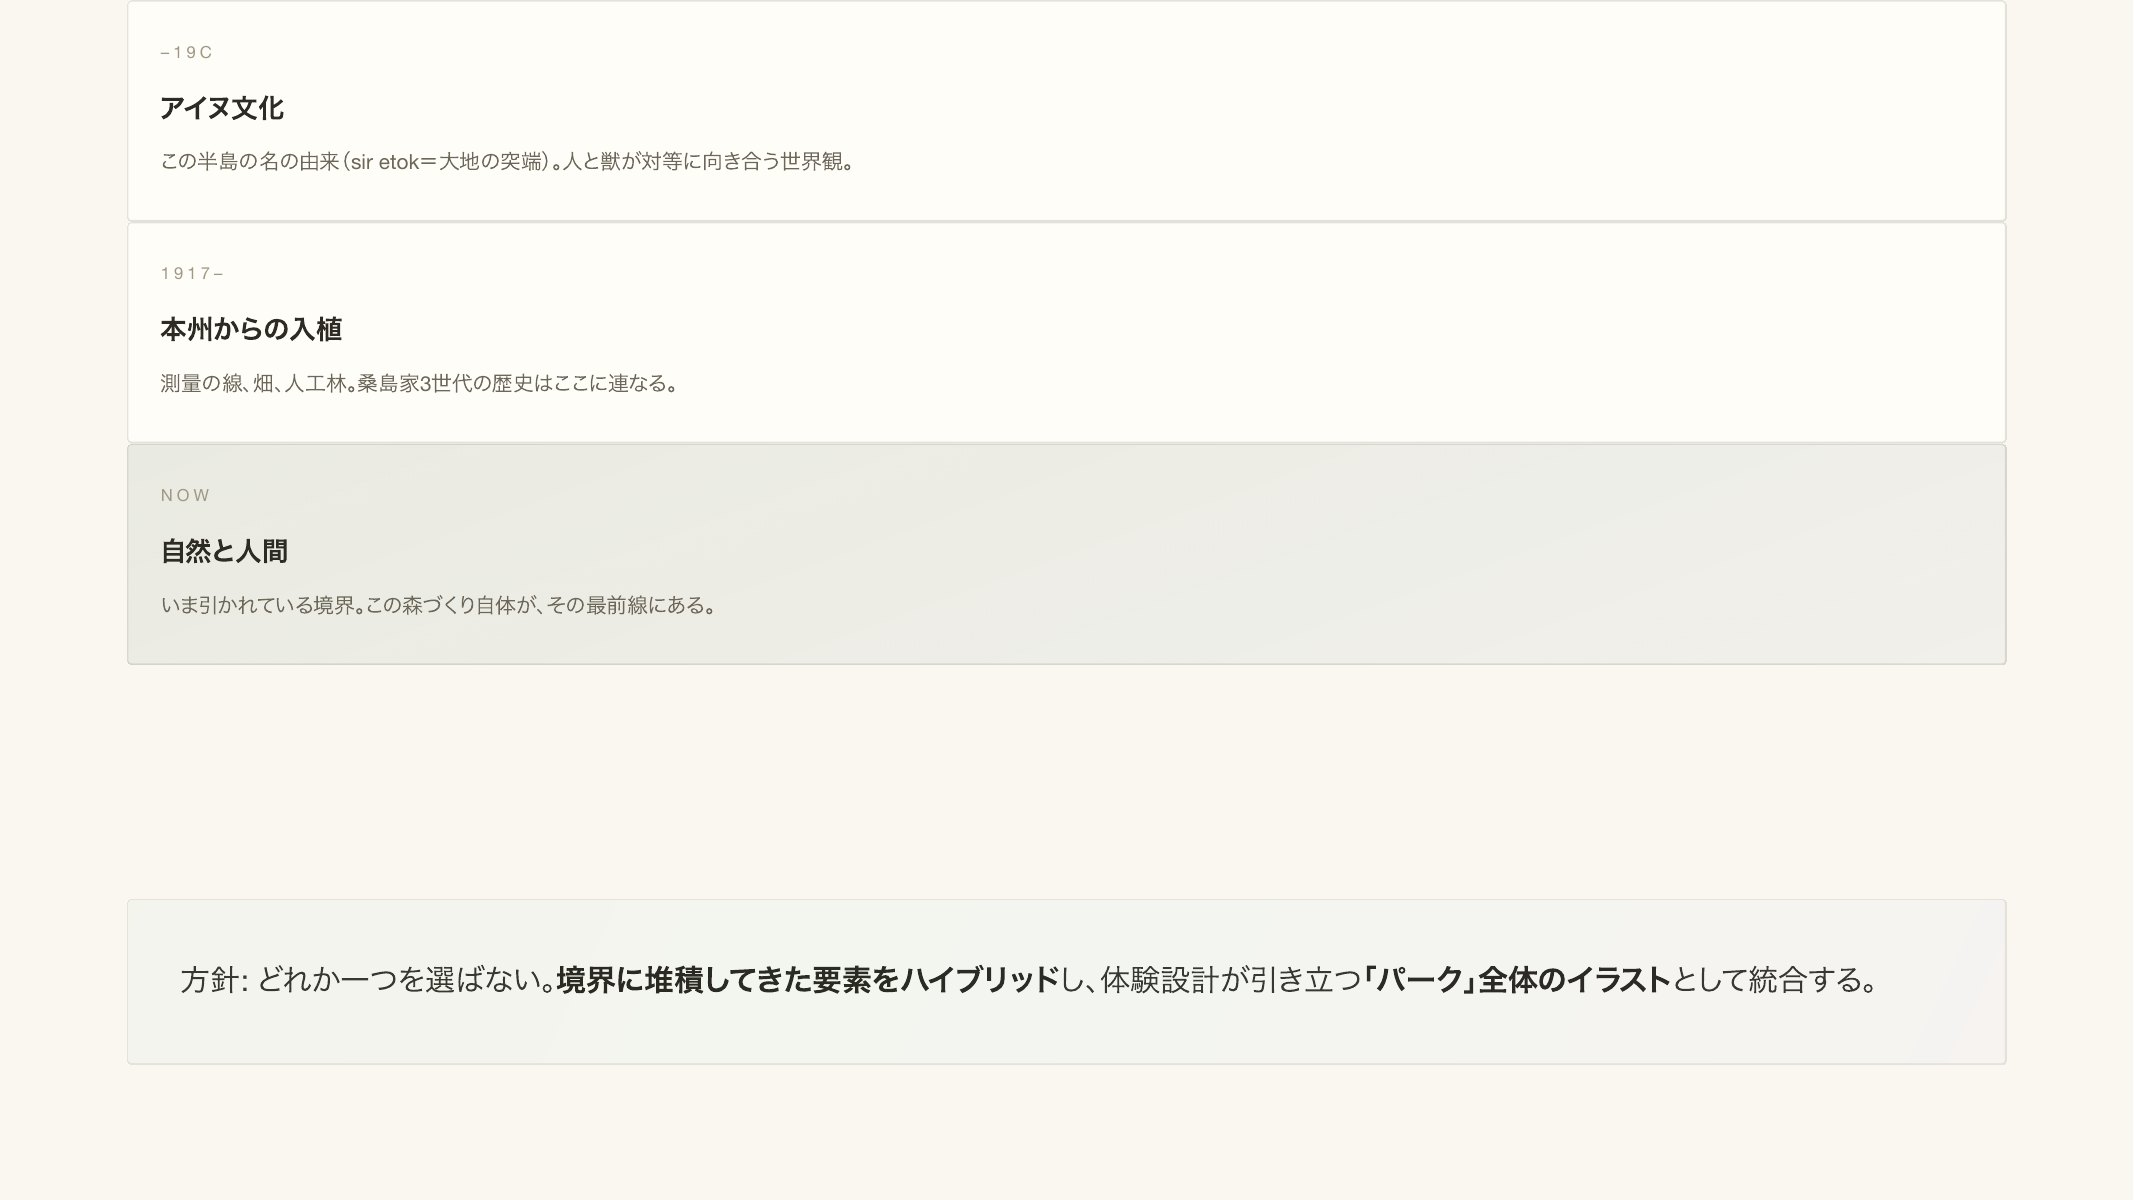 –19C
アイヌ文化
この半島の名の由来（sir etok＝大地の突端）。人と獣が対等に向き合う世界観。
1917–
本州からの入植
測量の線、畑、人工林。桑島家3世代の歴史はここに連なる。
NOW
自然と人間
いま引かれている境界。この森づくり自体が、その最前線にある。
方針: どれか一つを選ばない。境界に堆積してきた要素をハイブリッドし、体験設計が引き立つ「パーク」全体のイラストとして統合する。